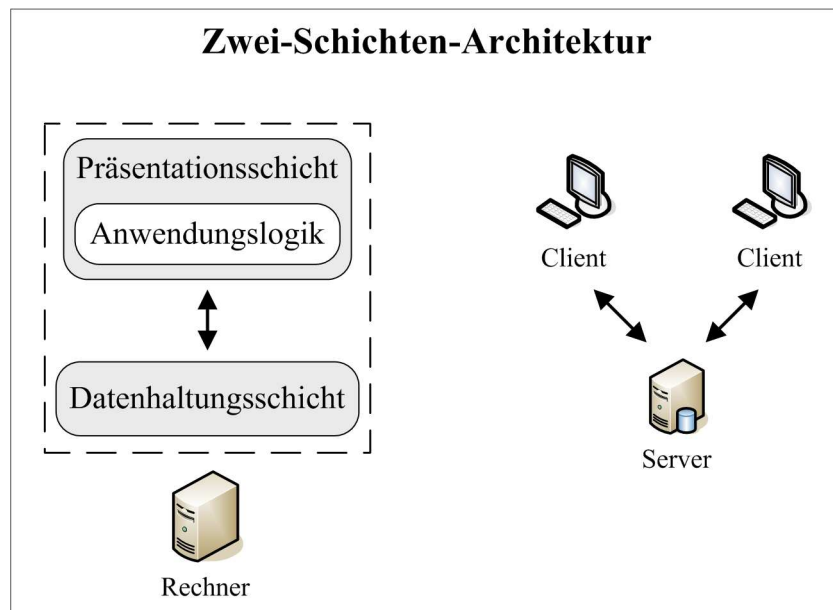 Zwei-Schichten-Architektur
Präsentationsschicht
Anwendungslogik
Datenhaltungsschicht
Rechner
Client
Client
Server